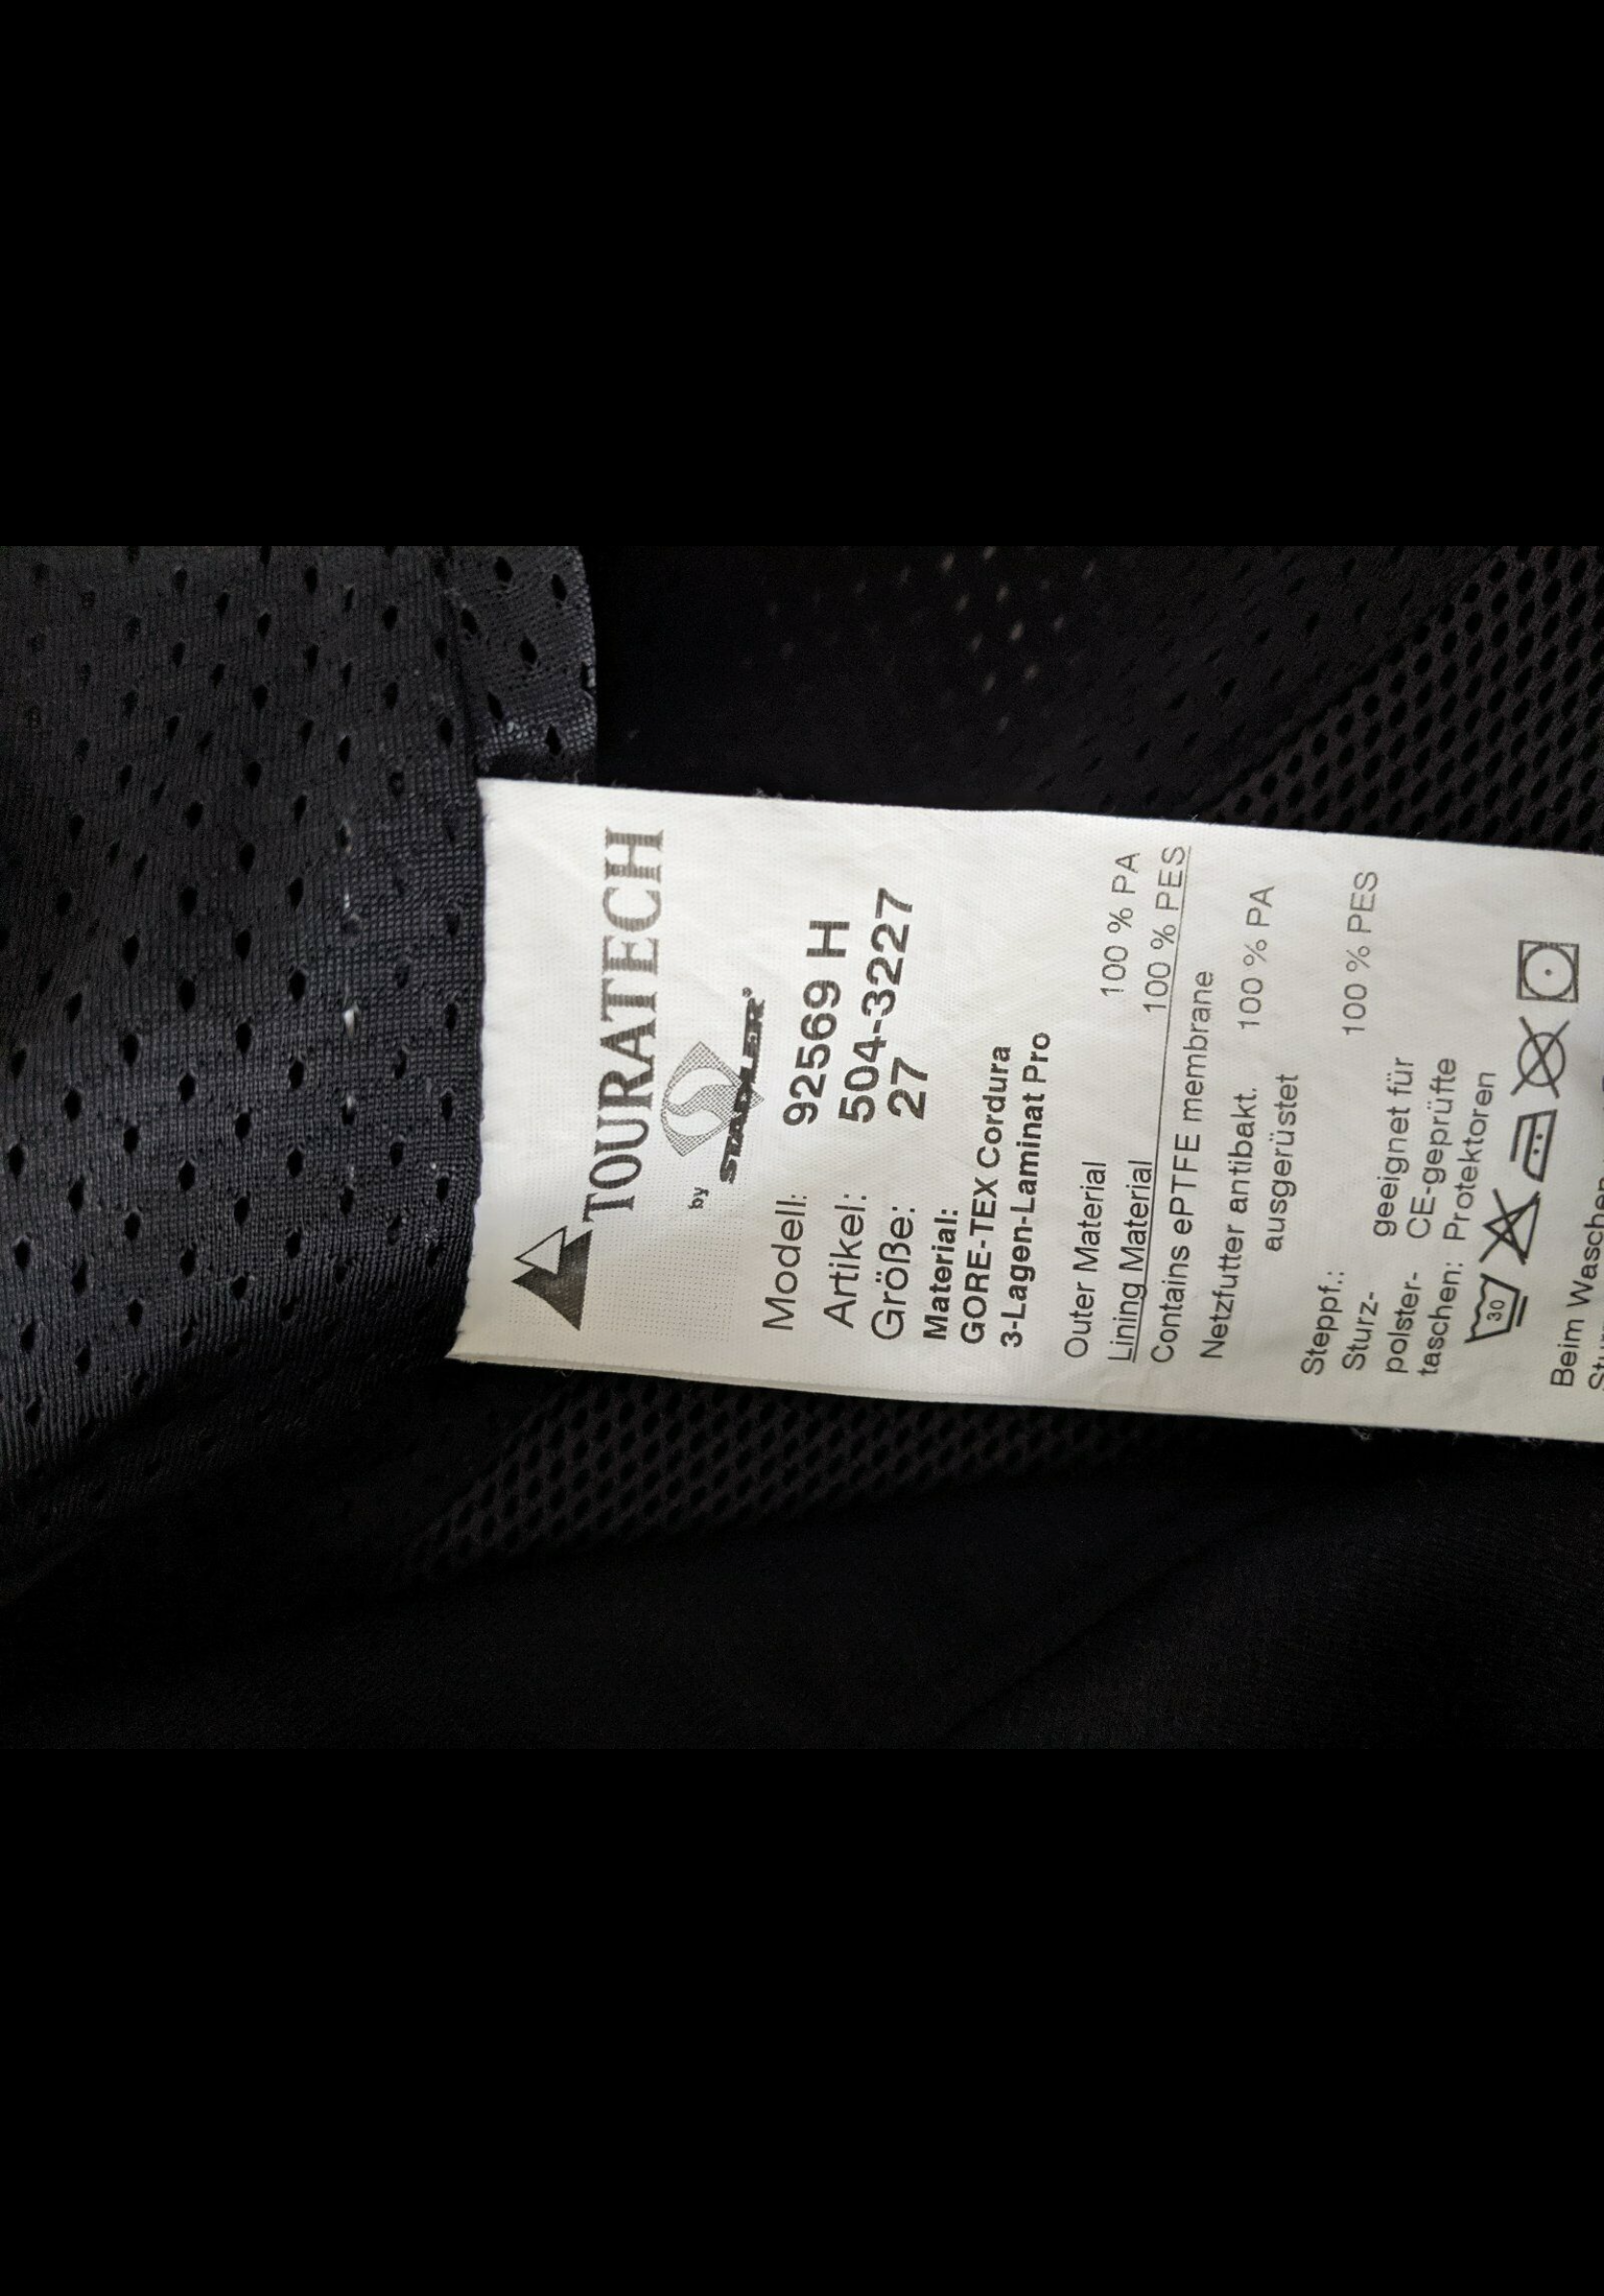 TOURATECH
by STADLER®
Modell: 92569 H
Artikel: 504-3227
Größe: 27
Material:
GORE-TEX Cordura
3-Lagen-Laminat Pro
Outer Material 100 % PA
Lining Material 100 % PES
Contains ePTFE membrane
Netzfutter antibakt. 100 % PA
ausgerüstet
Steppf.: 100 % PES
Sturz- geeignet für
polster- CE-geprüfte
taschen: Protektoren
30
Beim Waschen